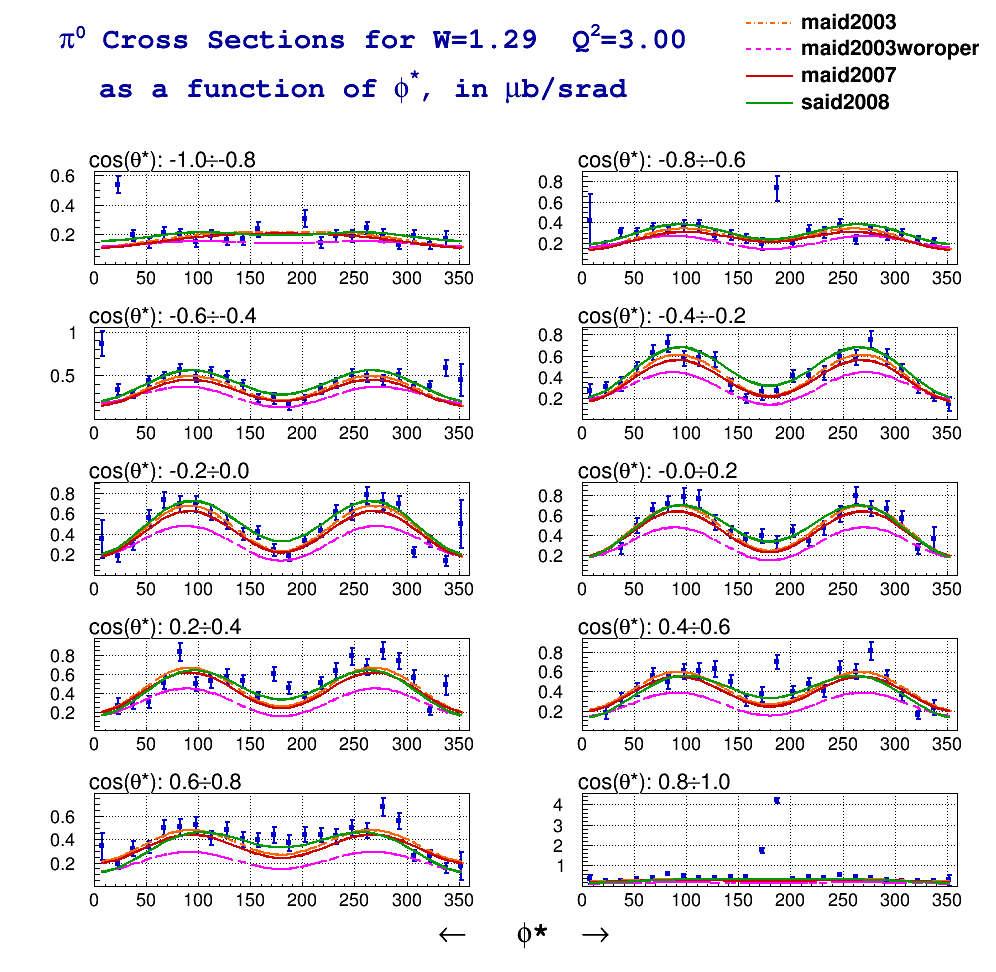 π⁰ Cross Sections for W=1.29 Q²=3.00
as a function of ϕ*, in μb/srad
maid2003
maid2003woroper
maid2007
said2008
cos(θ*): -1.0÷-0.8
0.6
0.4
0.2
0 50 100 150 200 250 300 350
cos(θ*): -0.8÷-0.6
0.8
0.6
0.4
0.2
0 50 100 150 200 250 300 350
cos(θ*): -0.6÷-0.4
1
0.5
0 50 100 150 200 250 300 350
cos(θ*): -0.4÷-0.2
0.8
0.6
0.4
0.2
0 50 100 150 200 250 300 350
cos(θ*): -0.2÷0.0
0.8
0.6
0.4
0.2
0 50 100 150 200 250 300 350
cos(θ*): -0.0÷0.2
0.8
0.6
0.4
0.2
0 50 100 150 200 250 300 350
cos(θ*): 0.2÷0.4
0.8
0.6
0.4
0.2
0 50 100 150 200 250 300 350
cos(θ*): 0.4÷0.6
0.8
0.6
0.4
0.2
0 50 100 150 200 250 300 350
cos(θ*): 0.6÷0.8
0.6
0.4
0.2
0 50 100 150 200 250 300 350
cos(θ*): 0.8÷1.0
4
3
2
1
0 50 100 150 200 250 300 350
← ϕ* →